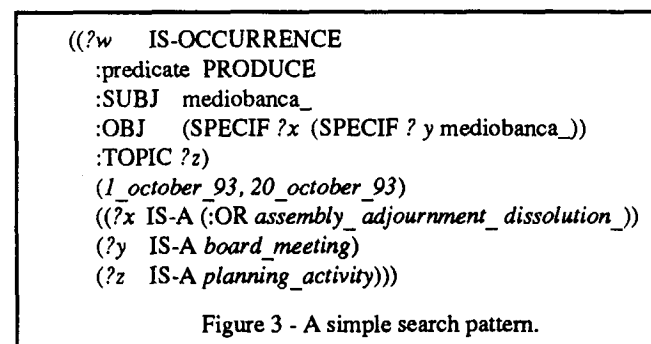 ((?w IS-OCCURRENCE
:predicate PRODUCE
:SUBJ mediobanca_
:OBJ (SPECIF ?x (SPECIF ? y mediobanca_))
:TOPIC ?z)
(1_october_93, 20_october_93)
((?x IS-A (:OR assembly_ adjournment_ dissolution_))
(?y IS-A board_meeting)
(?z IS-A planning_activity)))
Figure 3 - A simple search pattern.